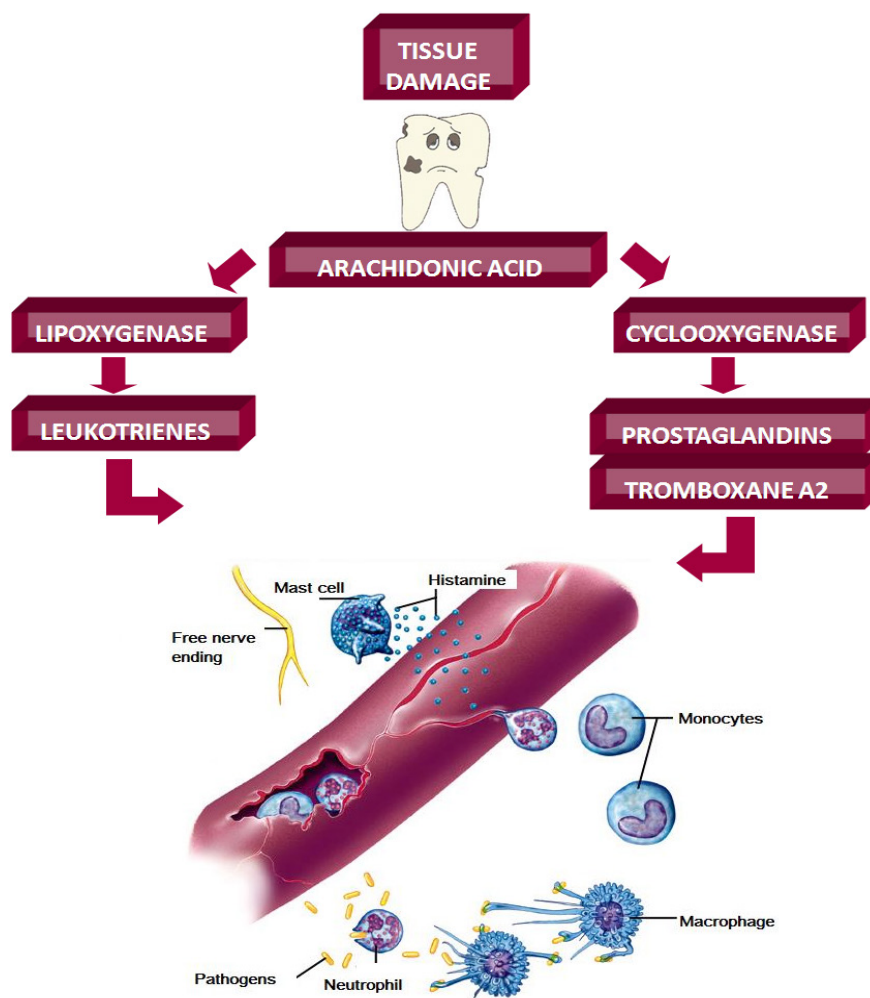 TISSUE
DAMAGE
ARACHIDONIC ACID
LIPOXYGENASE
CYCLOOXYGENASE
LEUKOTRIENES
PROSTAGLANDINS
TROMBOXANE A2
Mast cell
Histamine
Free nerve
ending
Monocytes
Macrophage
Pathogens
Neutrophil